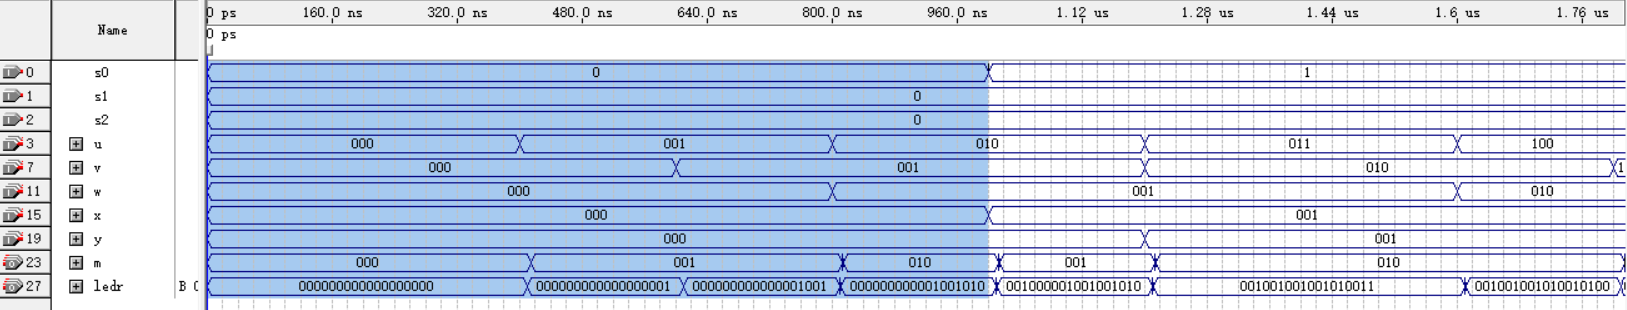 Name
0 ps 160.0 ns 320.0 ns 480.0 ns 640.0 ns 800.0 ns 960.0 ns 1.12 us 1.28 us 1.44 us 1.6 us 1.76 us
0 ps
0 s0 0 1
1 s1 0
2 s2 0
3 u 000 001 010 011 100
7 v 000 001 010
11 w 000 001 010
15 x 000 001
19 y 000 001
23 m 000 001 010 001 010
27 ledr B 000000000000000000 000000000000000001 000000000000001001 000000000001001010 001000001001001010 001001001001010011 001001001010010100